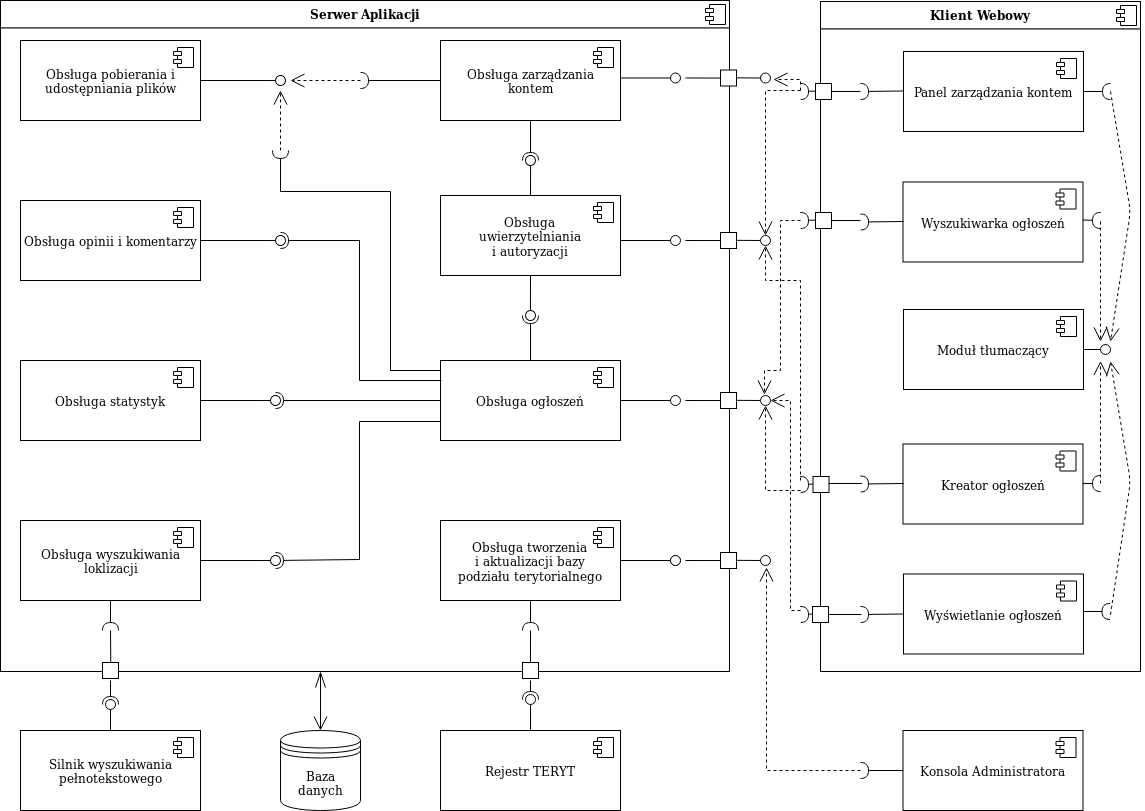 Serwer Aplikacji
Klient Webowy
Obsługa pobierania i
udostępniania plików
Obsługa zarządzania
kontem
Panel zarządzania kontem
Obsługa opinii i komentarzy
Obsługa
uwierzytelniania
i autoryzacji
Wyszukiwarka ogłoszeń
Moduł tłumaczący
Obsługa statystyk
Obsługa ogłoszeń
Kreator ogłoszeń
Obsługa wyszukiwania
loklizacji
Obsługa tworzenia
i aktualizacji bazy
podziału terytorialnego
Wyświetlanie ogłoszeń
Silnik wyszukiwania
pełnotekstowego
Baza
danych
Rejestr TERYT
Konsola Administratora